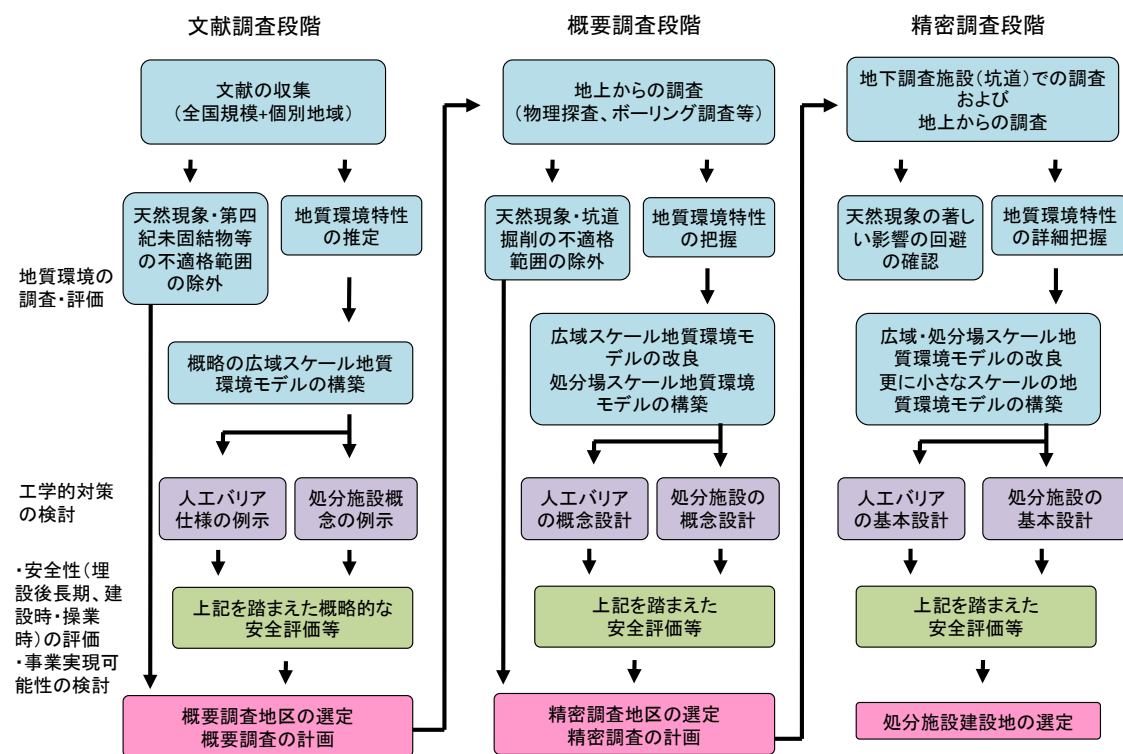 文献調査段階
概要調査段階
精密調査段階
文献の収集
(全国規模+個別地域)
地上からの調査
(物理探査、ボーリング調査等)
地下調査施設(坑道)での調査
および
地上からの調査
地質環境の
調査・評価
天然現象・第四
紀未固結物等
の不適格範囲
の除外
地質環境特性
の推定
天然現象・坑道
掘削の不適格
範囲の除外
地質環境特性
の把握
天然現象の著し
い影響の回避
の確認
地質環境特性
の詳細把握
概略の広域スケール地質
環境モデルの構築
広域スケール地質環境モ
デルの改良
処分場スケール地質環境
モデルの構築
広域・処分場スケール地
質環境モデルの改良
更に小さなスケールの地
質環境モデルの構築
工学的対策
の検討
人工バリア
仕様の例示
処分施設概
念の例示
人工バリア
の概念設計
処分施設の
概念設計
人工バリア
の基本設計
処分施設の
基本設計
・安全性(埋
設後長期、建
設時・操業
時)の評価
・事業実現可
能性の検討
上記を踏まえた概略的な
安全評価等
上記を踏まえた
安全評価等
上記を踏まえた
安全評価等
概要調査地区の選定
概要調査の計画
精密調査地区の選定
精密調査の計画
処分施設建設地の選定